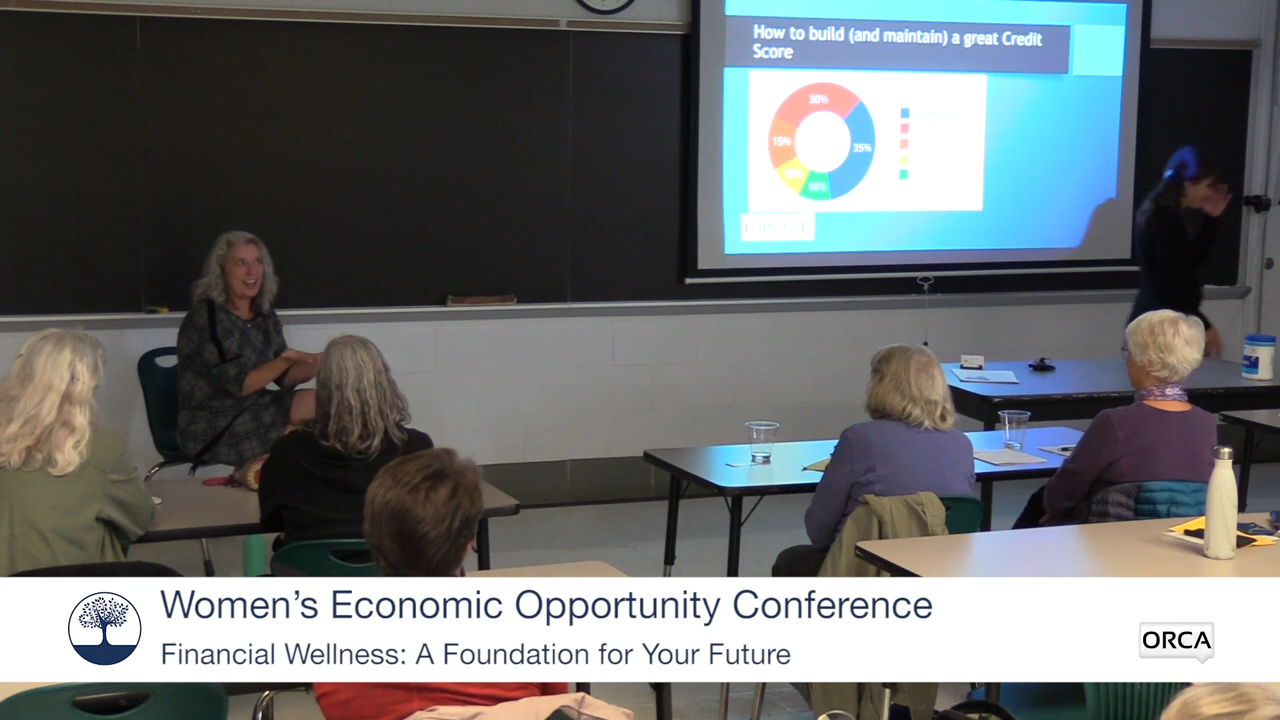 How to build (and maintain) a great Credit
Score
30%
15%
35%
10%
10%
Women's Economic Opportunity Conference
Financial Wellness: A Foundation for Your Future
ORCA